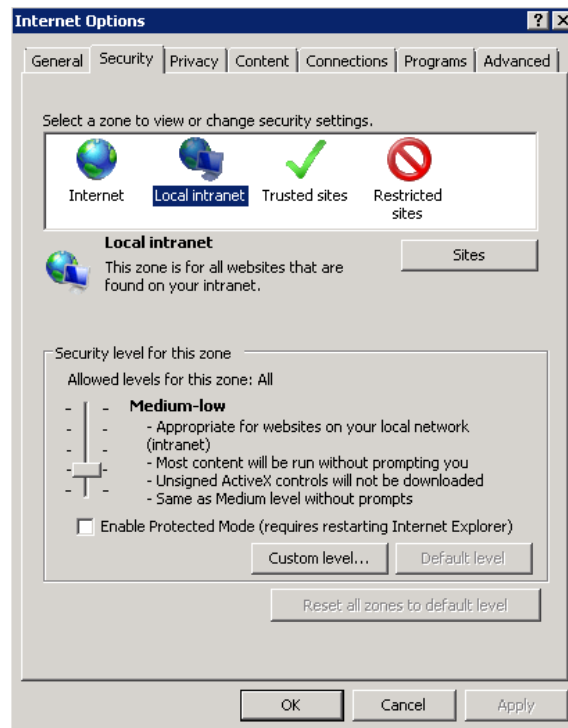 Internet Options
General Security Privacy Content Connections Programs Advanced
Select a zone to view or change security settings.
Internet Local intranet Trusted sites Restricted
sites
Local intranet
Sites
This zone is for all websites that are
found on your intranet.
Security level for this zone
Allowed levels for this zone: All
Medium-low
- Appropriate for websites on your local network
(intranet)
- Most content will be run without prompting you
- Unsigned ActiveX controls will not be downloaded
- Same as Medium level without prompts
Enable Protected Mode (requires restarting Internet Explorer)
Custom level... Default level
Reset all zones to default level
OK Cancel Apply